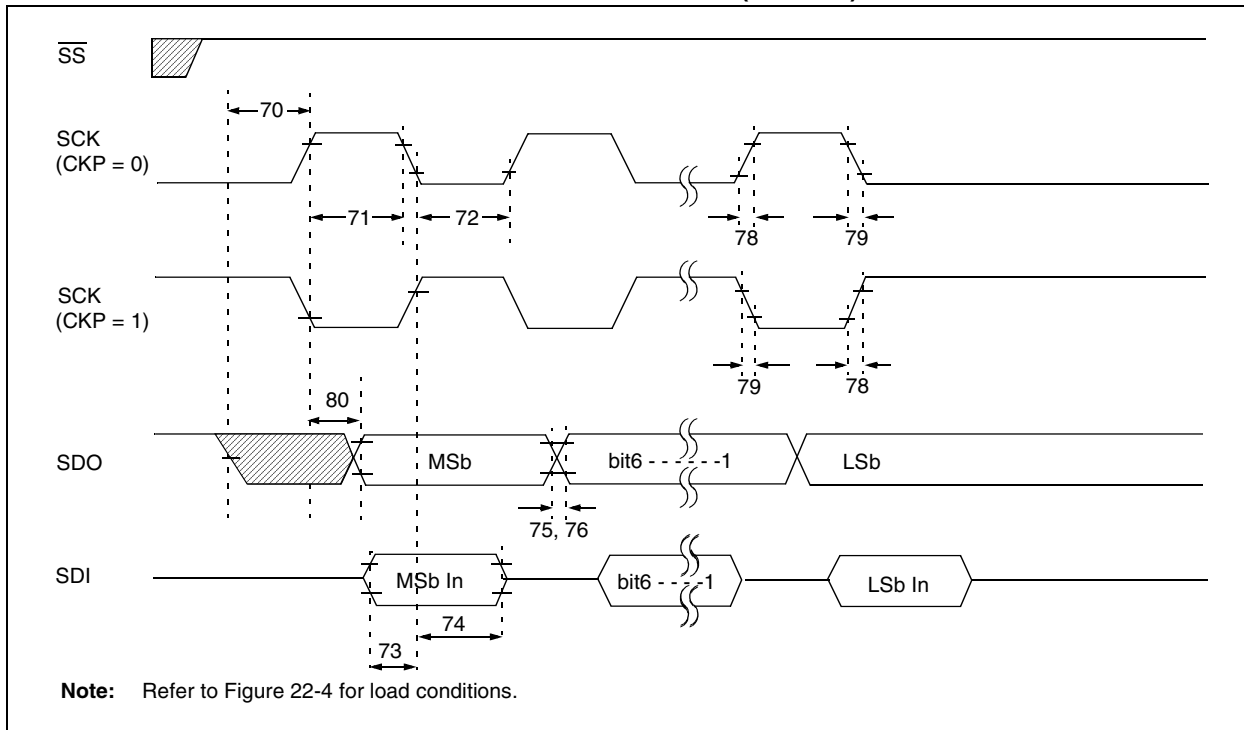 SS
70
SCK
(CKP = 0)
71
72
78
79
SCK
(CKP = 1)
79
78
80
SDO
MSb
bit6 - - - - - - -1
LSb
75, 76
SDI
MSb In
bit6 - - - - -1
LSb In
74
73
Note: Refer to Figure 22-4 for load conditions.